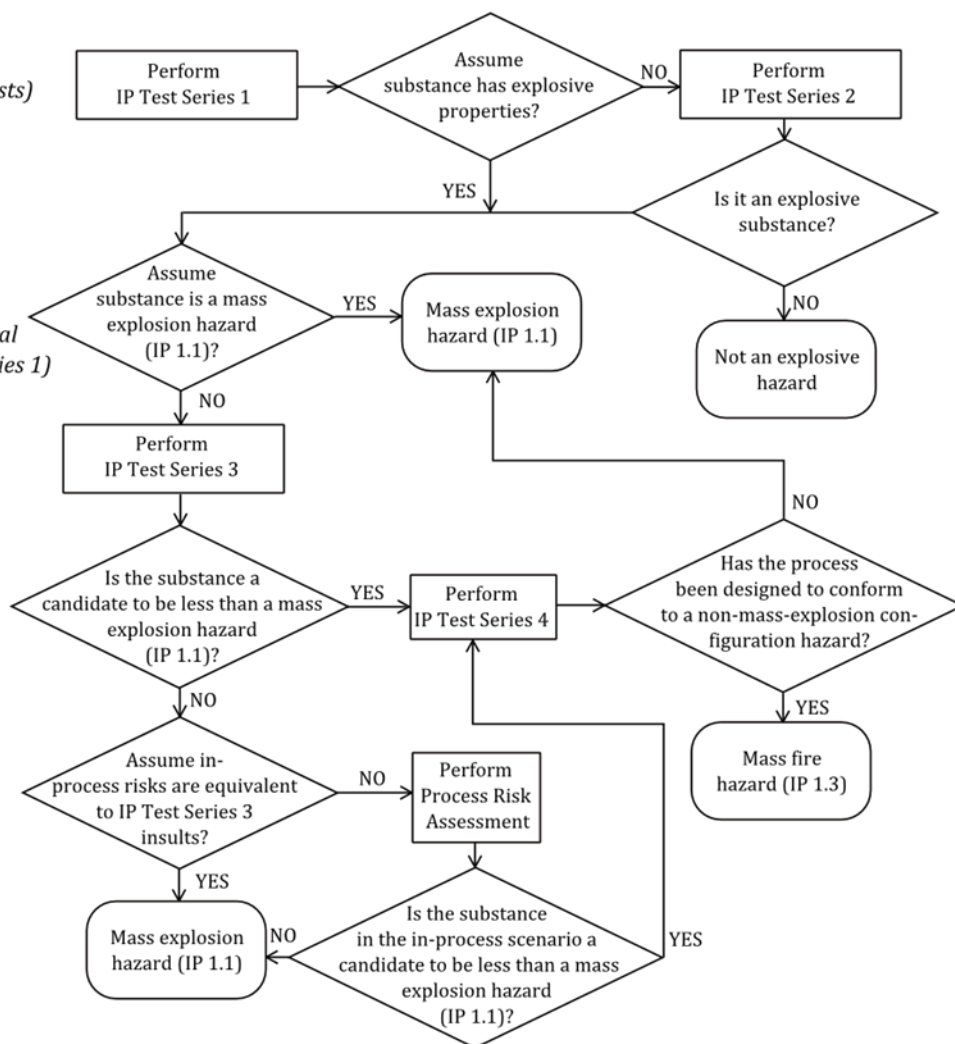 sts)
Perform
IP Test Series 1
Assume
substance has explosive
properties?
NO
Perform
IP Test Series 2
YES
Is it an explosive
substance?
NO
Not an explosive
hazard
Assume
substance is a mass
explosion hazard
(IP 1.1)?
YES
Mass explosion
hazard (IP 1.1)
al
ies 1)
NO
Perform
IP Test Series 3
Is the substance a
candidate to be less than a mass
explosion hazard
(IP 1.1)?
YES
Perform
IP Test Series 4
NO
Has the process
been designed to conform
to a non-mass-explosion con-
figuration hazard?
YES
Mass fire
hazard (IP 1.3)
NO
Assume in-
process risks are equivalent
to IP Test Series 3
insults?
NO
Perform
Process Risk
Assessment
YES
Mass explosion
hazard (IP 1.1)
NO
Is the substance
in the in-process scenario a
candidate to be less than a mass
explosion hazard
(IP 1.1)?
YES